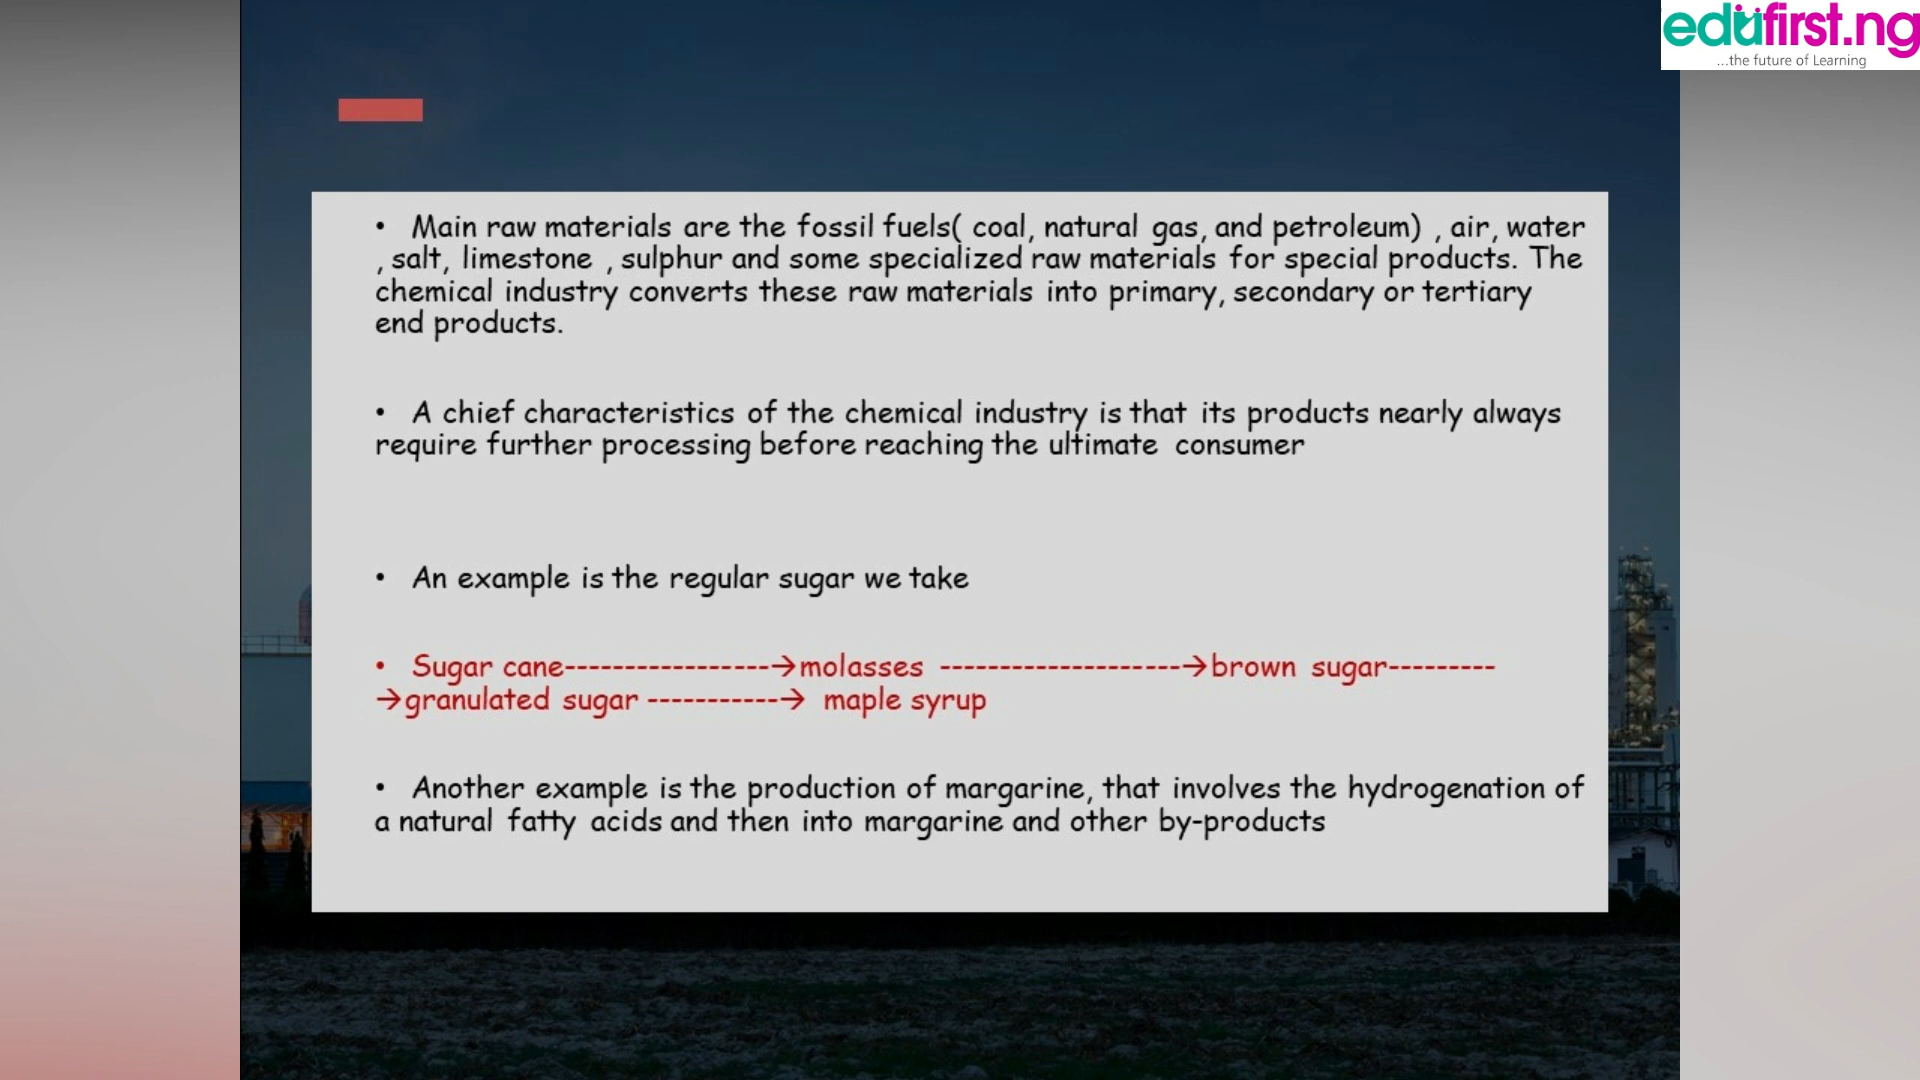 edufirst.ng
...the future of Learning
• Main raw materials are the fossil fuels( coal, natural gas, and petroleum) , air, water
, salt, limestone , sulphur and some specialized raw materials for special products. The
chemical industry converts these raw materials into primary, secondary or tertiary
end products.
• A chief characteristics of the chemical industry is that its products nearly always
require further processing before reaching the ultimate consumer
• An example is the regular sugar we take
• Sugar cane-----------------→molasses --------------------→brown sugar---------
→granulated sugar -----------→ maple syrup
• Another example is the production of margarine, that involves the hydrogenation of
a natural fatty acids and then into margarine and other by-products